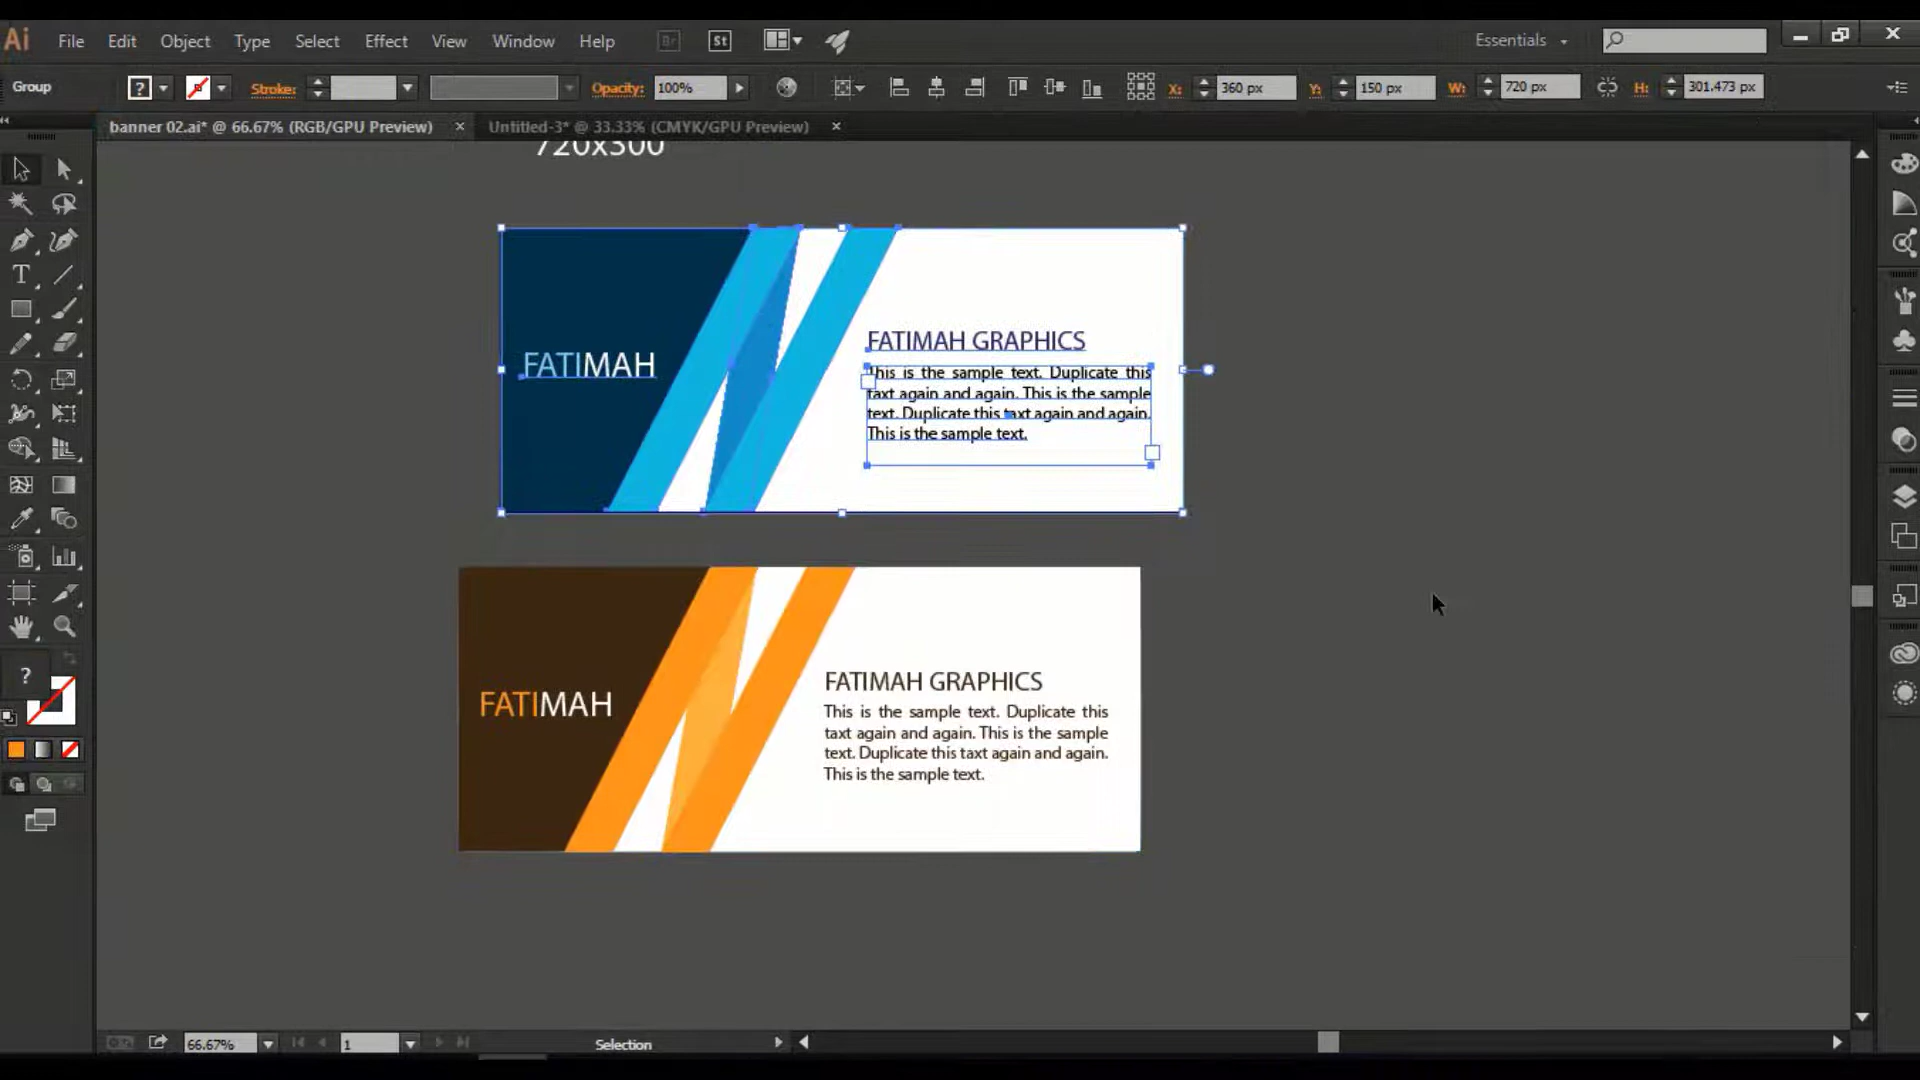 Ai File Edit Object Type Select Effect View Window Help Br St Essentials
Group ? Stroke: Opacity: 100% X: 360 px Y: 150 px W: 720 px H: 301.473 px
banner 02.ai* @ 66.67% (RGB/GPU Preview) × Untitled-3* @ 33.33% (CMYK/GPU Preview) ×
720x300
FATIMAH
FATIMAH GRAPHICS
This is the sample text. Duplicate this
taxt again and again. This is the sample
text. Duplicate this taxt again and again.
This is the sample text.
FATIMAH
FATIMAH GRAPHICS
This is the sample text. Duplicate this
taxt again and again. This is the sample
text. Duplicate this taxt again and again.
This is the sample text.
T
?
66.67% 1 Selection